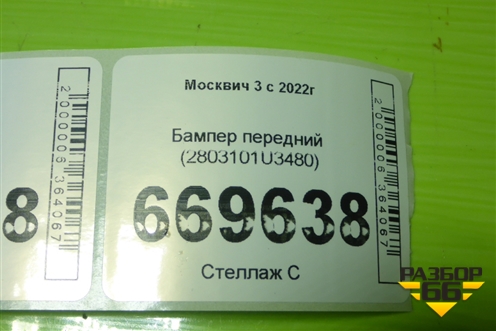 Москвич 3 с 2022г
Бампер передний
(2803101U3480)
669638
Стеллаж С
2000006364067
8
2000006364067
РАЗБОР
66